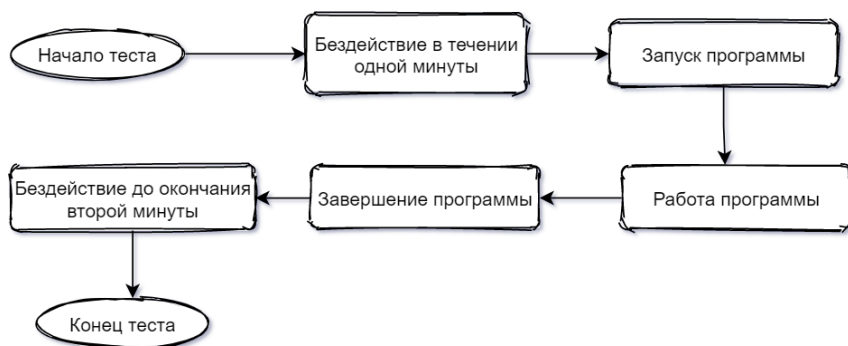 Начало теста
Бездействие в течении
одной минуты
Запуск программы
Работа программы
Завершение программы
Бездействие до окончания
второй минуты
Конец теста